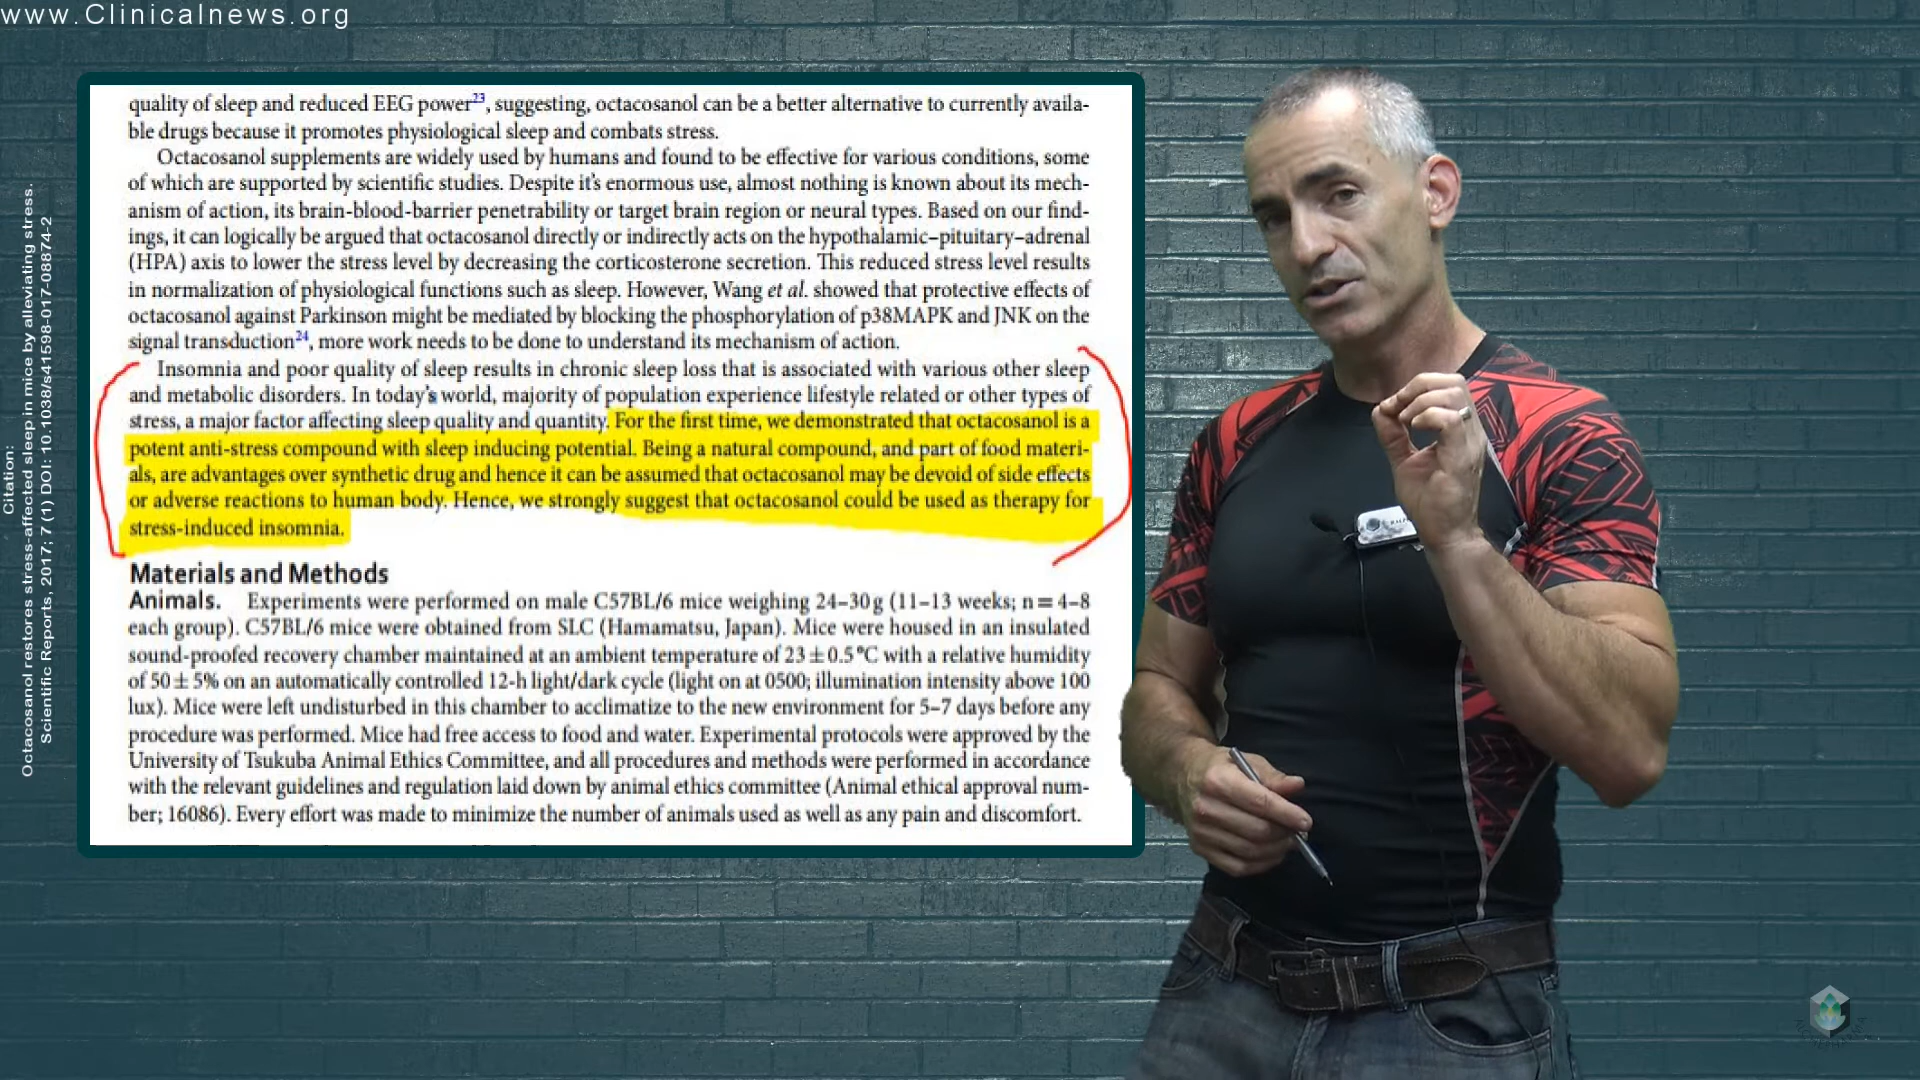 www.Clinicalnews.org
Citation:
Octacosanol restores stress-affected sleep in mice by alleviating stress.
Scientific Reports, 2017; 7 (1) DOI: 10.1038/s41598-017-08874-2
quality of sleep and reduced EEG power23, suggesting, octacosanol can be a better alternative to currently availa-
ble drugs because it promotes physiological sleep and combats stress.
Octacosanol supplements are widely used by humans and found to be effective for various conditions, some
of which are supported by scientific studies. Despite it's enormous use, almost nothing is known about its mech-
anism of action, its brain-blood-barrier penetrability or target brain region or neural types. Based on our find-
ings, it can logically be argued that octacosanol directly or indirectly acts on the hypothalamic–pituitary–adrenal
(HPA) axis to lower the stress level by decreasing the corticosterone secretion. This reduced stress level results
in normalization of physiological functions such as sleep. However, Wang et al. showed that protective effects of
octacosanol against Parkinson might be mediated by blocking the phosphorylation of p38MAPK and JNK on the
signal transduction24, more work needs to be done to understand its mechanism of action.
Insomnia and poor quality of sleep results in chronic sleep loss that is associated with various other sleep
and metabolic disorders. In today's world, majority of population experience lifestyle related or other types of
stress, a major factor affecting sleep quality and quantity. For the first time, we demonstrated that octacosanol is a
potent anti-stress compound with sleep inducing potential. Being a natural compound, and part of food materi-
als, are advantages over synthetic drug and hence it can be assumed that octacosanol may be devoid of side effects
or adverse reactions to human body. Hence, we strongly suggest that octacosanol could be used as therapy for
stress-induced insomnia.
Materials and Methods
Animals. Experiments were performed on male C57BL/6 mice weighing 24–30 g (11–13 weeks; n = 4–8
each group). C57BL/6 mice were obtained from SLC (Hamamatsu, Japan). Mice were housed in an insulated
sound-proofed recovery chamber maintained at an ambient temperature of 23 ± 0.5 °C with a relative humidity
of 50 ± 5% on an automatically controlled 12-h light/dark cycle (light on at 0500; illumination intensity above 100
lux). Mice were left undisturbed in this chamber to acclimatize to the new environment for 5–7 days before any
procedure was performed. Mice had free access to food and water. Experimental protocols were approved by the
University of Tsukuba Animal Ethics Committee, and all procedures and methods were performed in accordance
with the relevant guidelines and regulation laid down by animal ethics committee (Animal ethical approval num-
ber; 16086). Every effort was made to minimize the number of animals used as well as any pain and discomfort.